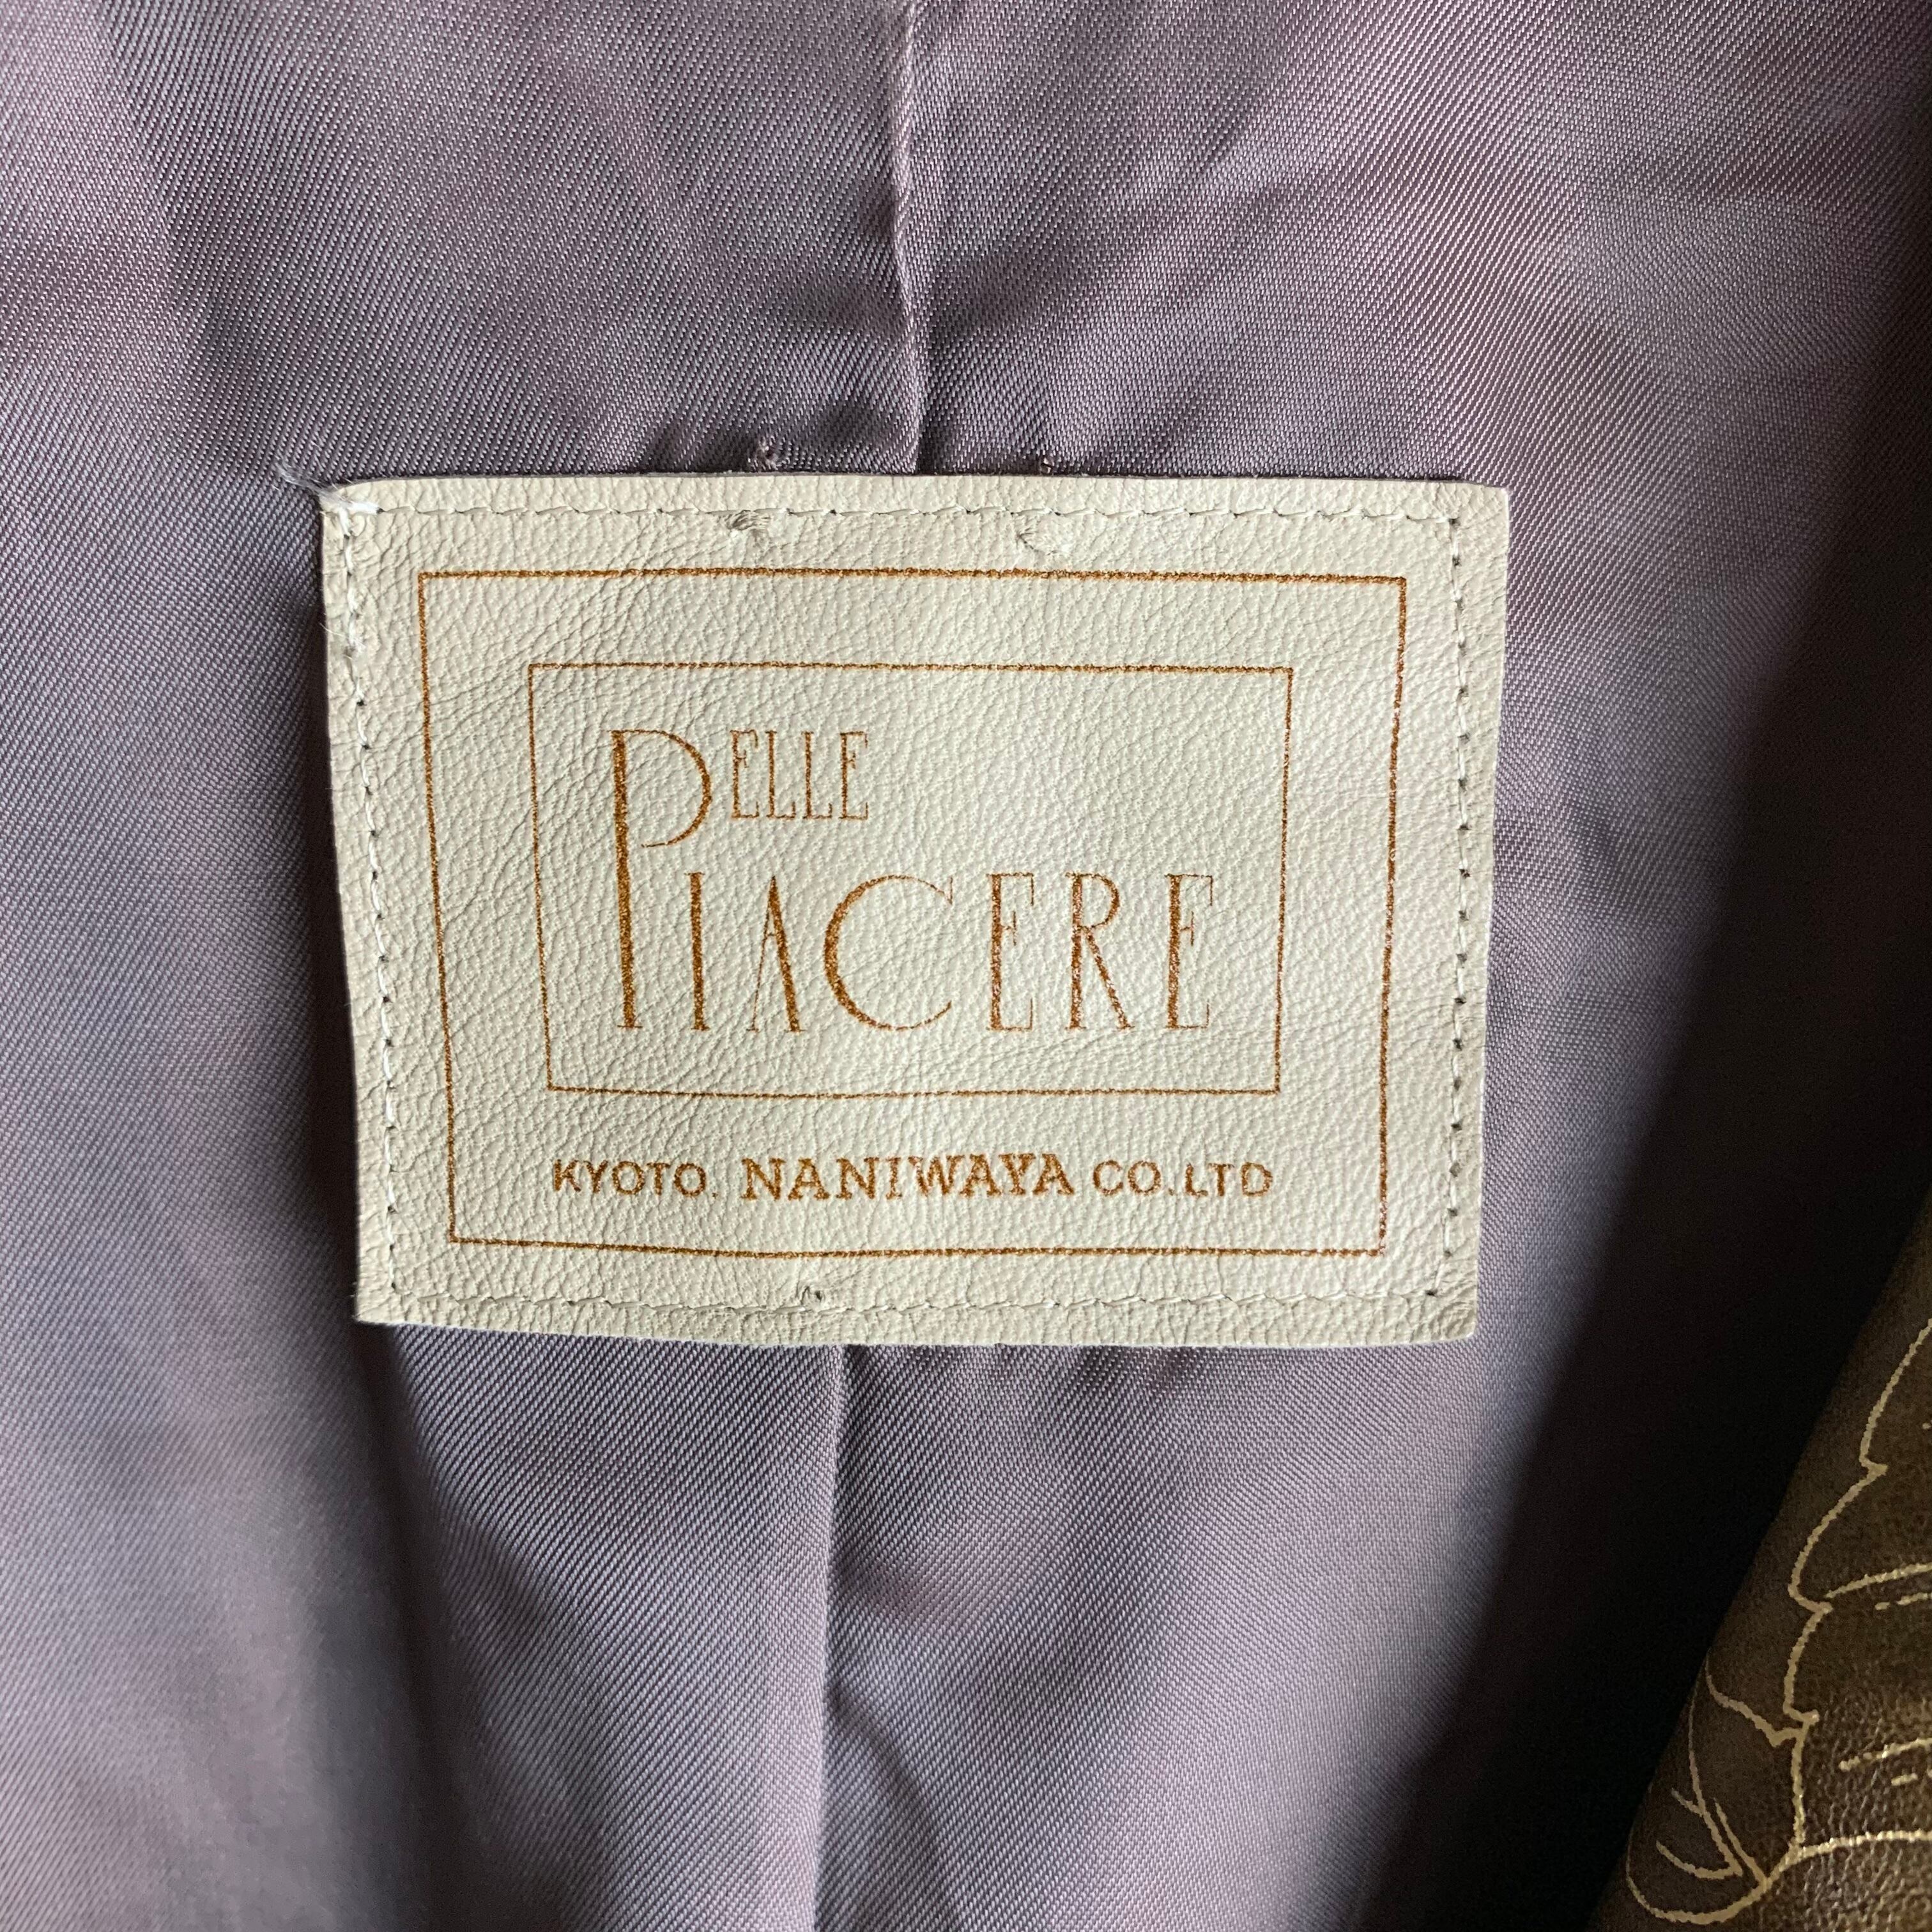 PELLE
PIACERE
KYOTO. NANIWAYA CO.LTD